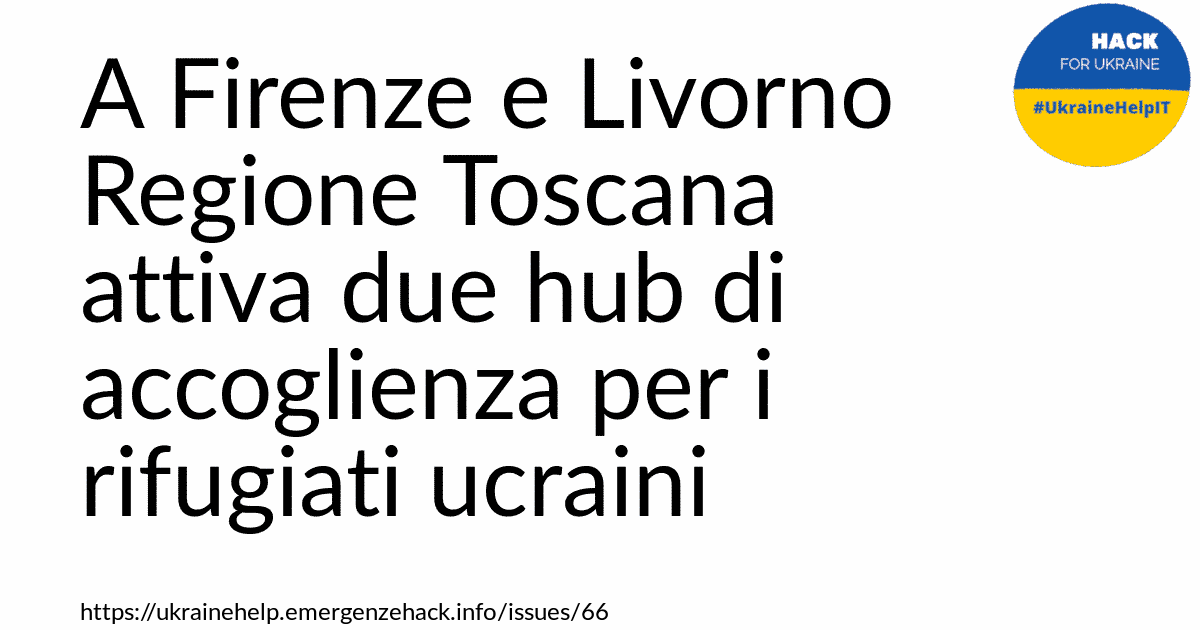 A Firenze e Livorno
Regione Toscana
attiva due hub di
accoglienza per i
rifugiati ucraini
https://ukrainehelp.emergenzehack.info/issues/66
HACK
FOR UKRAINE
#UkraineHelpIT